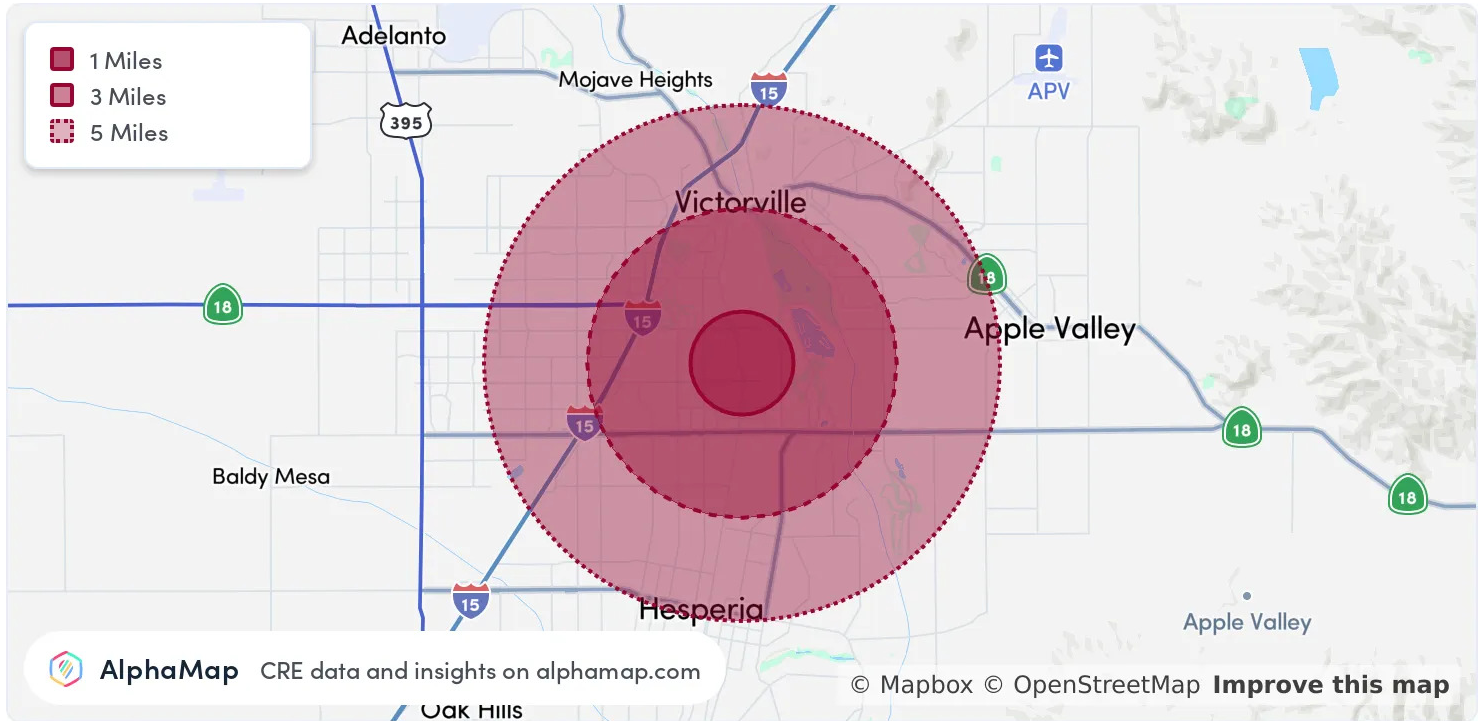 1 Miles
3 Miles
5 Miles
Adelanto
Mojave Heights
15
APV
395
Victorville
18
18
15
Apple Valley
15
18
Baldy Mesa
18
15
Hesperia
Apple Valley
AlphaMap CRE data and insights on alphamap.com
© Mapbox © OpenStreetMap Improve this map
Oak Hills